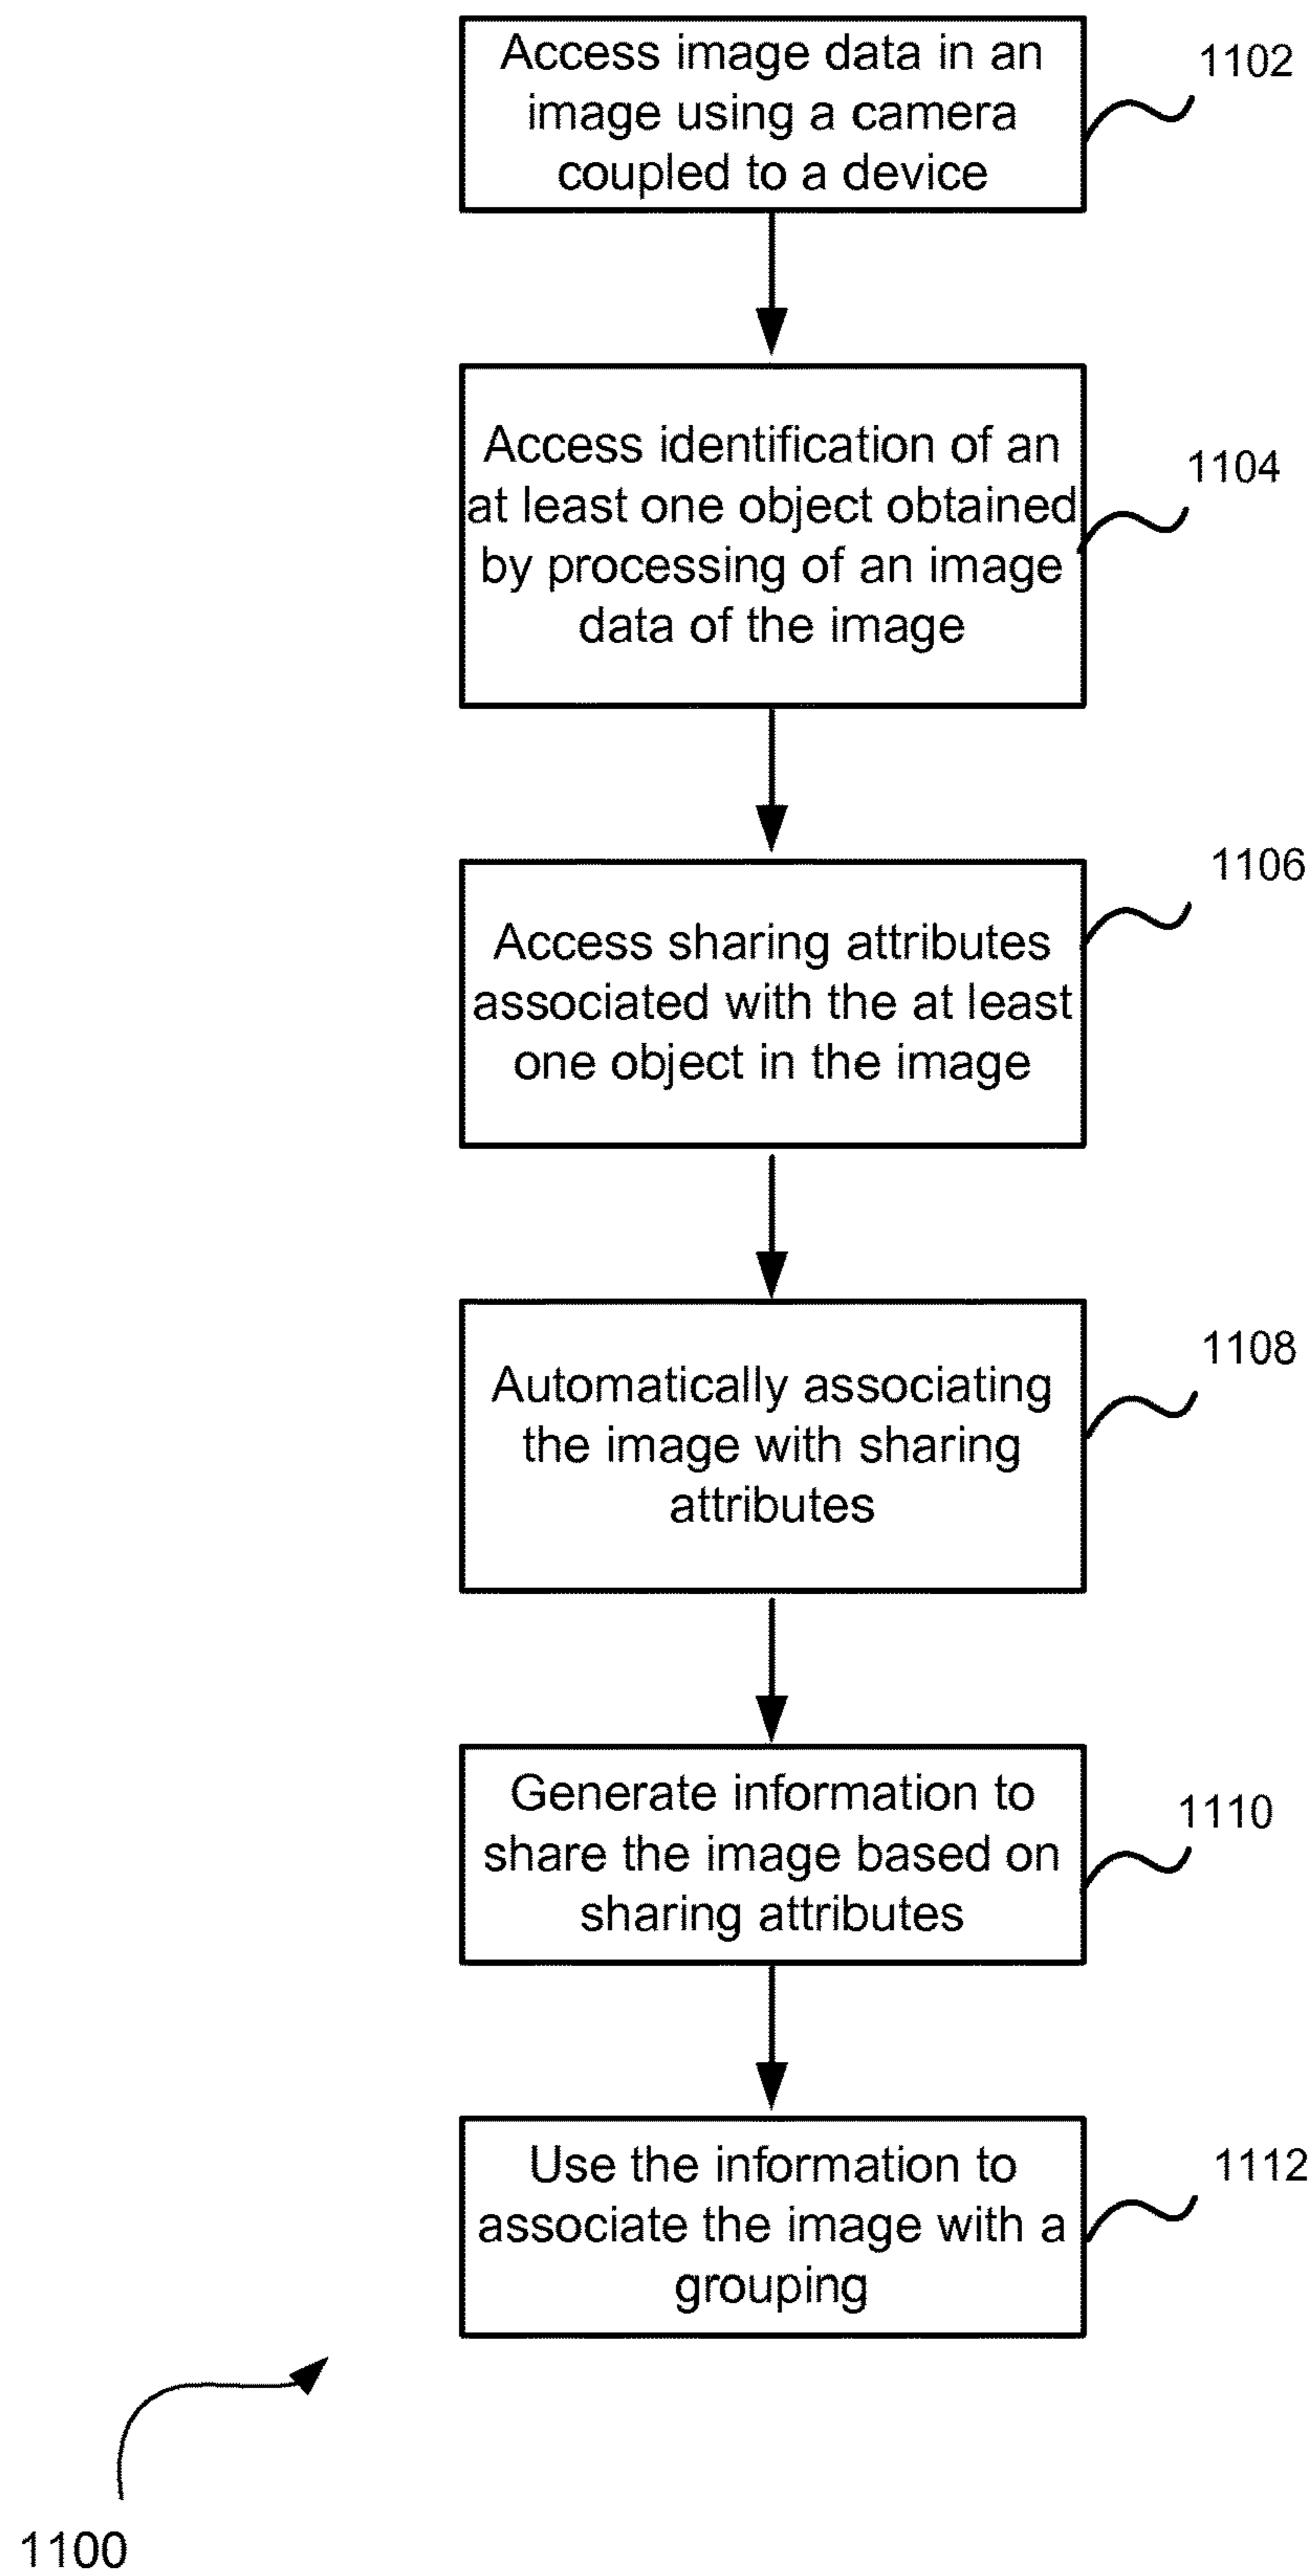 Access image data in an
image using a camera
coupled to a device
1102
Access identification of an
at least one object obtained
by processing of an image
data of the image
1104
Access sharing attributes
associated with the at least
one object in the image
1106
Automatically associating
the image with sharing
attributes
1108
Generate information to
share the image based on
sharing attributes
1110
Use the information to
associate the image with a
grouping
1112
1100